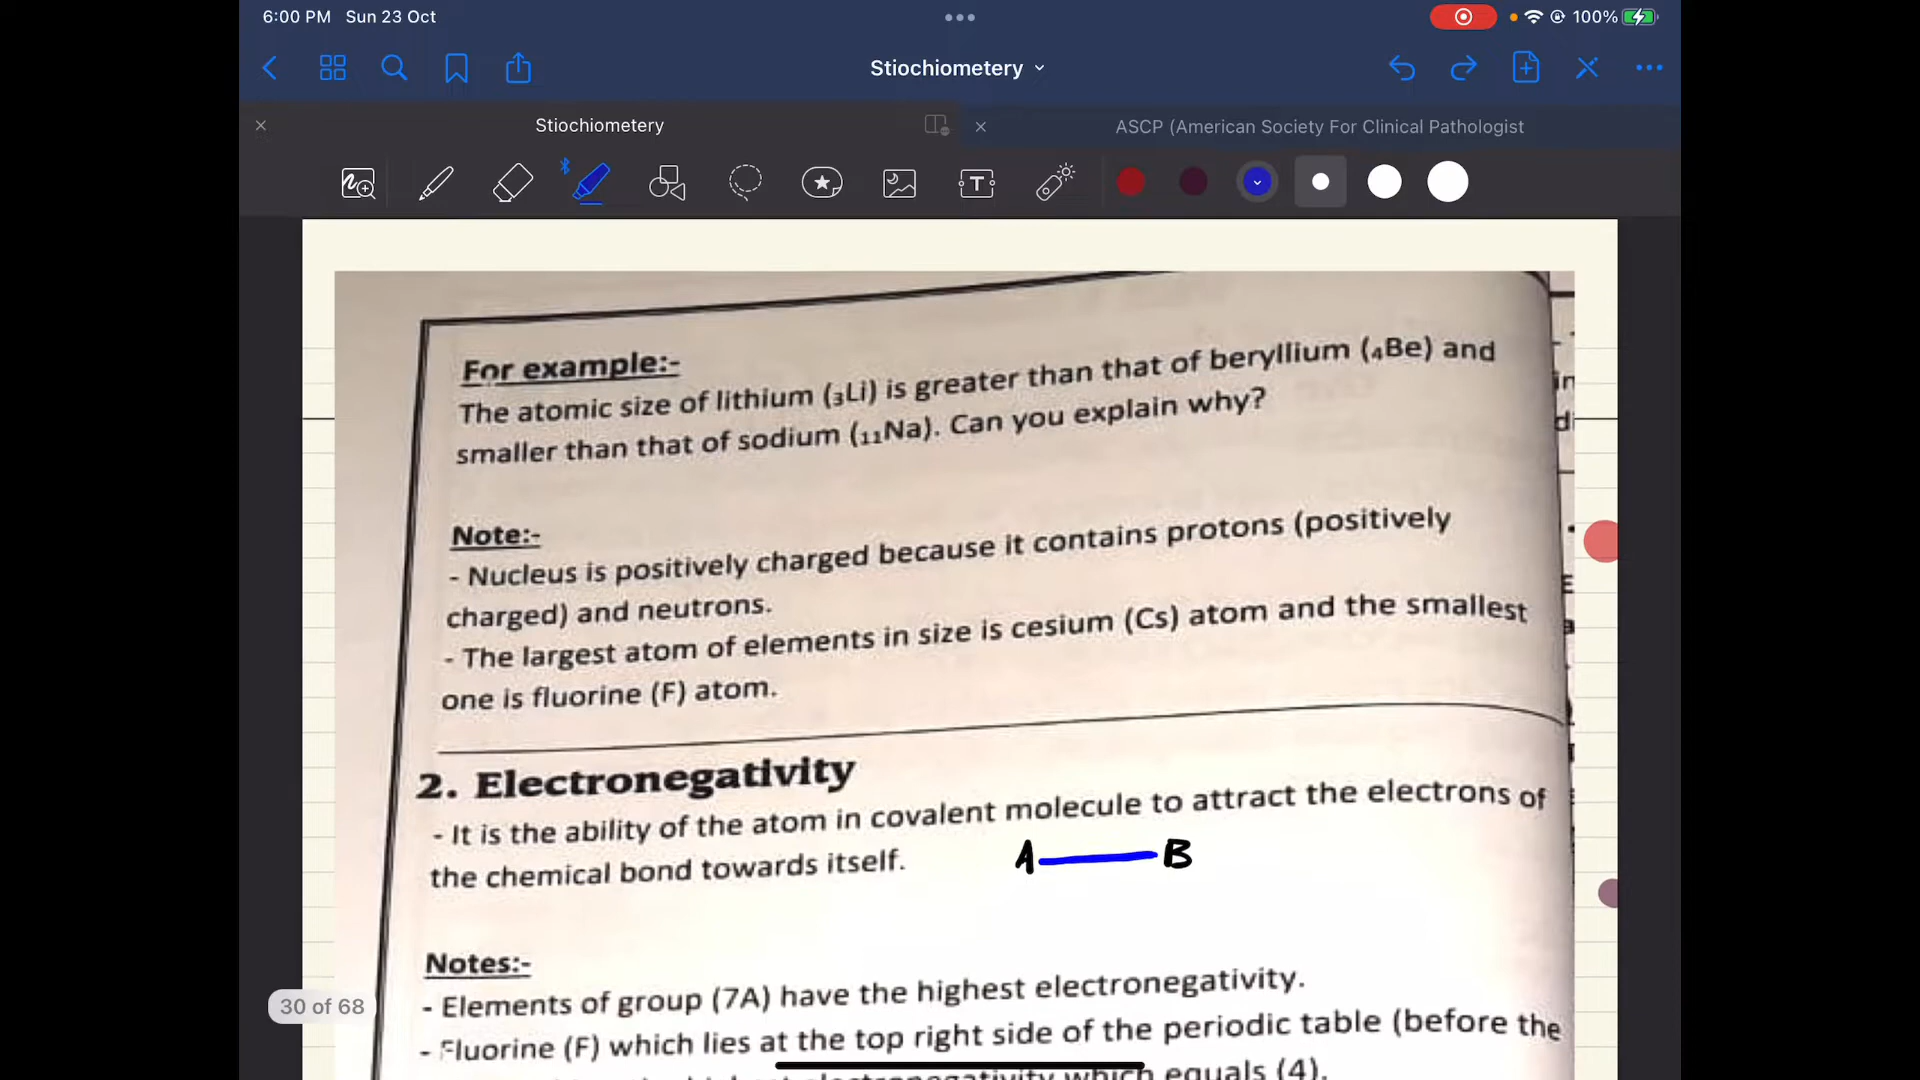 6:00 PM Sun 23 Oct
100%
Stiochiometery
Stiochiometery
ASCP (American Society For Clinical Pathologist
T
For example:-
The atomic size of lithium (₃Li) is greater than that of beryllium (₄Be) and
smaller than that of sodium (₁₁Na). Can you explain why?
Note:-
- Nucleus is positively charged because it contains protons (positively
charged) and neutrons.
- The largest atom of elements in size is cesium (Cs) atom and the smallest
one is fluorine (F) atom.
2. Electronegativity
- It is the ability of the atom in covalent molecule to attract the electrons of
the chemical bond towards itself.
A B
Notes:-
- Elements of group (7A) have the highest electronegativity.
- Fluorine (F) which lies at the top right side of the periodic table (before the
electronegativity which equals (4).
30 of 68